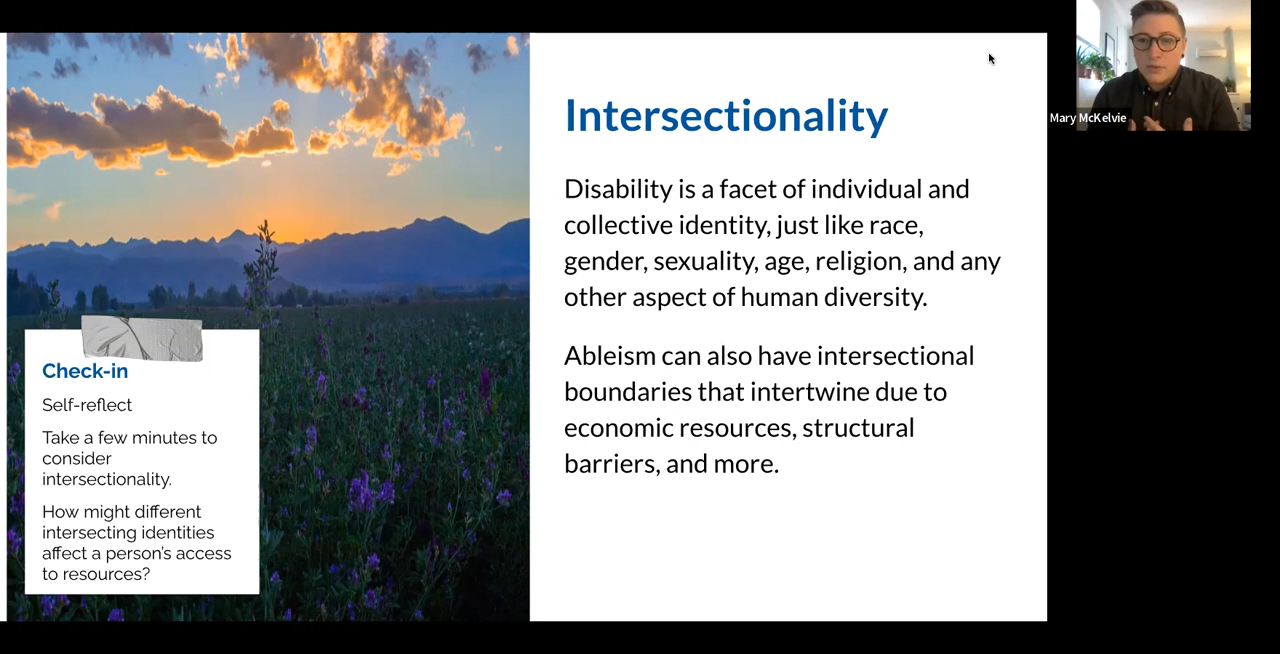 Intersectionality
Disability is a facet of individual and
collective identity, just like race,
gender, sexuality, age, religion, and any
other aspect of human diversity.
Ableism can also have intersectional
boundaries that intertwine due to
economic resources, structural
barriers, and more.
Check-in
Self-reflect
Take a few minutes to
consider
intersectionality.
How might different
intersecting identities
affect a person's access
to resources?
Mary McKelvie